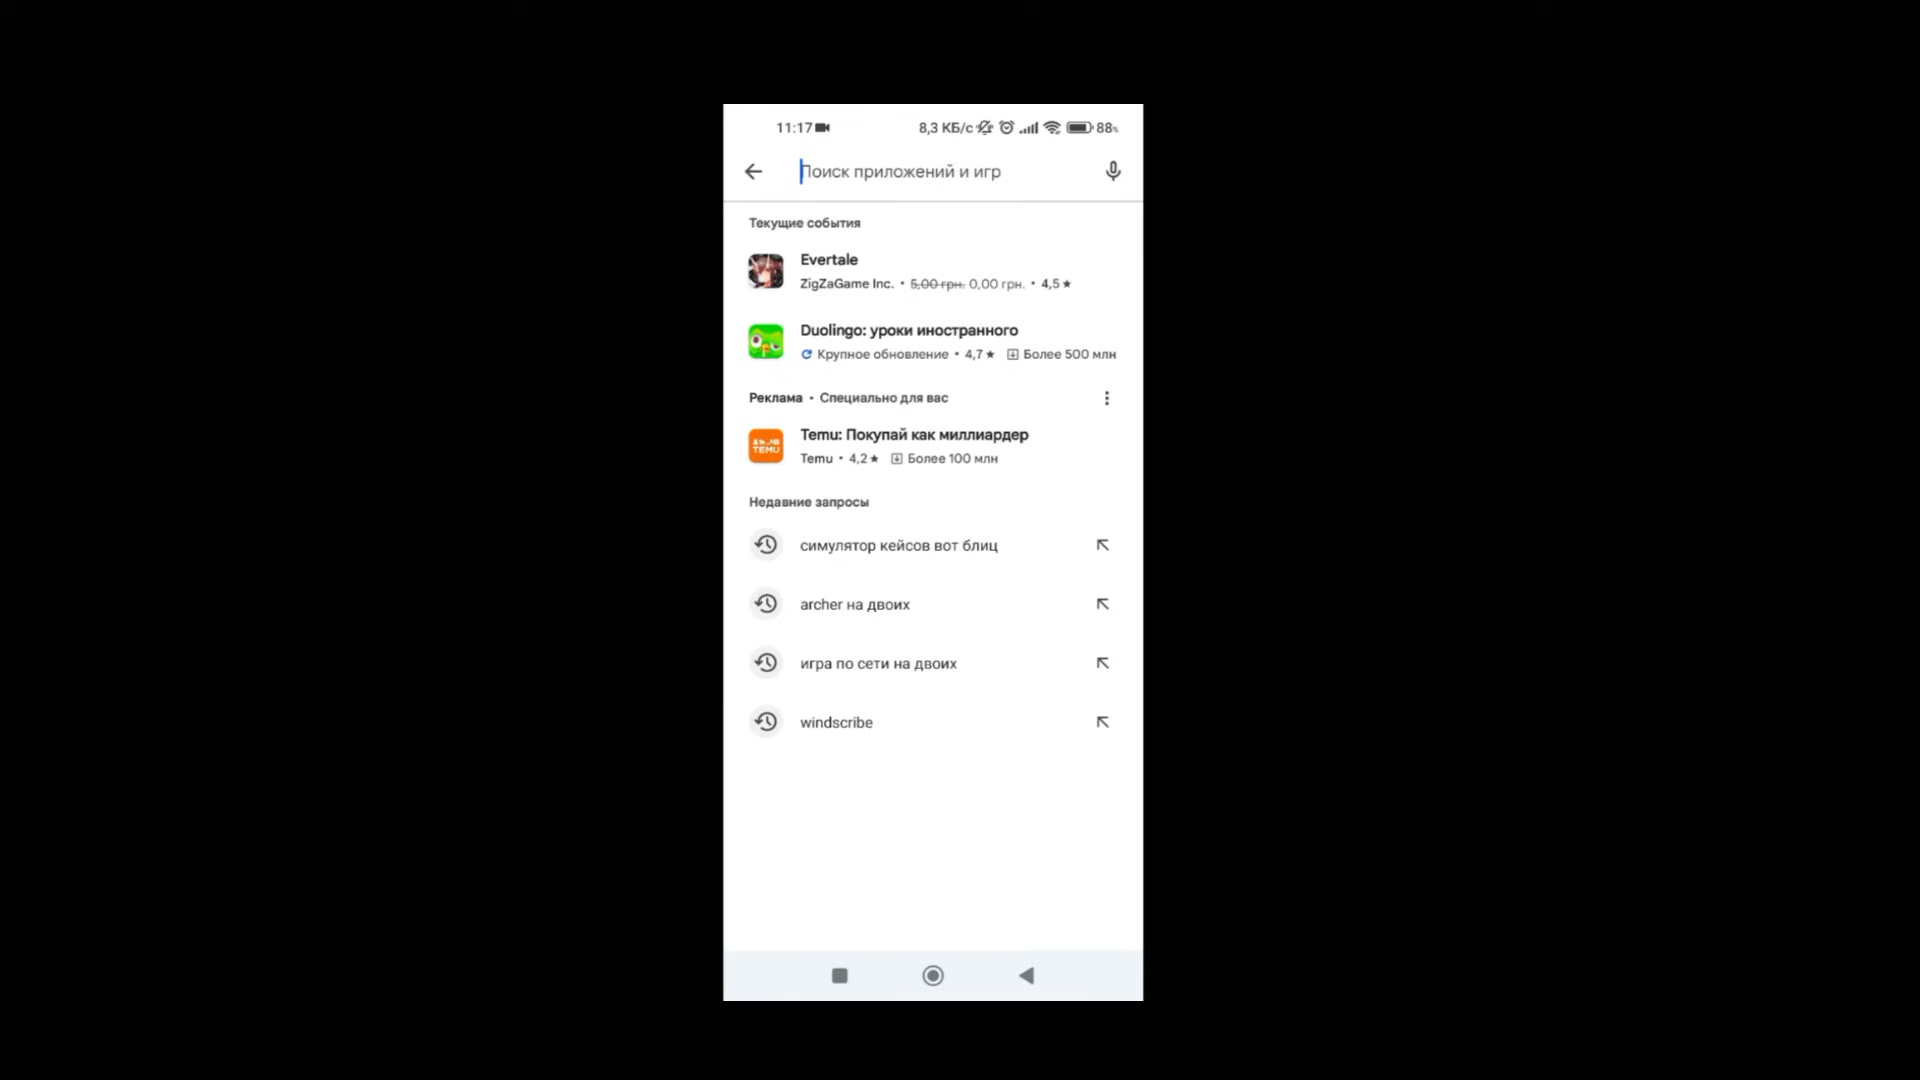 11:17 8,3 КБ/с 88%
Поиск приложений и игр
Текущие события
Evertale
ZigZaGame Inc. • 5,00 грн. 0,00 грн. • 4,5 ★
Duolingo: уроки иностранного
Крупное обновление • 4,7 ★ Более 500 млн
Реклама • Специально для вас
Temu: Покупай как миллиардер
TEMU
Temu • 4,2 ★ Более 100 млн
Недавние запросы
симулятор кейсов вот блиц
archer на двоих
игра по сети на двоих
windscribe